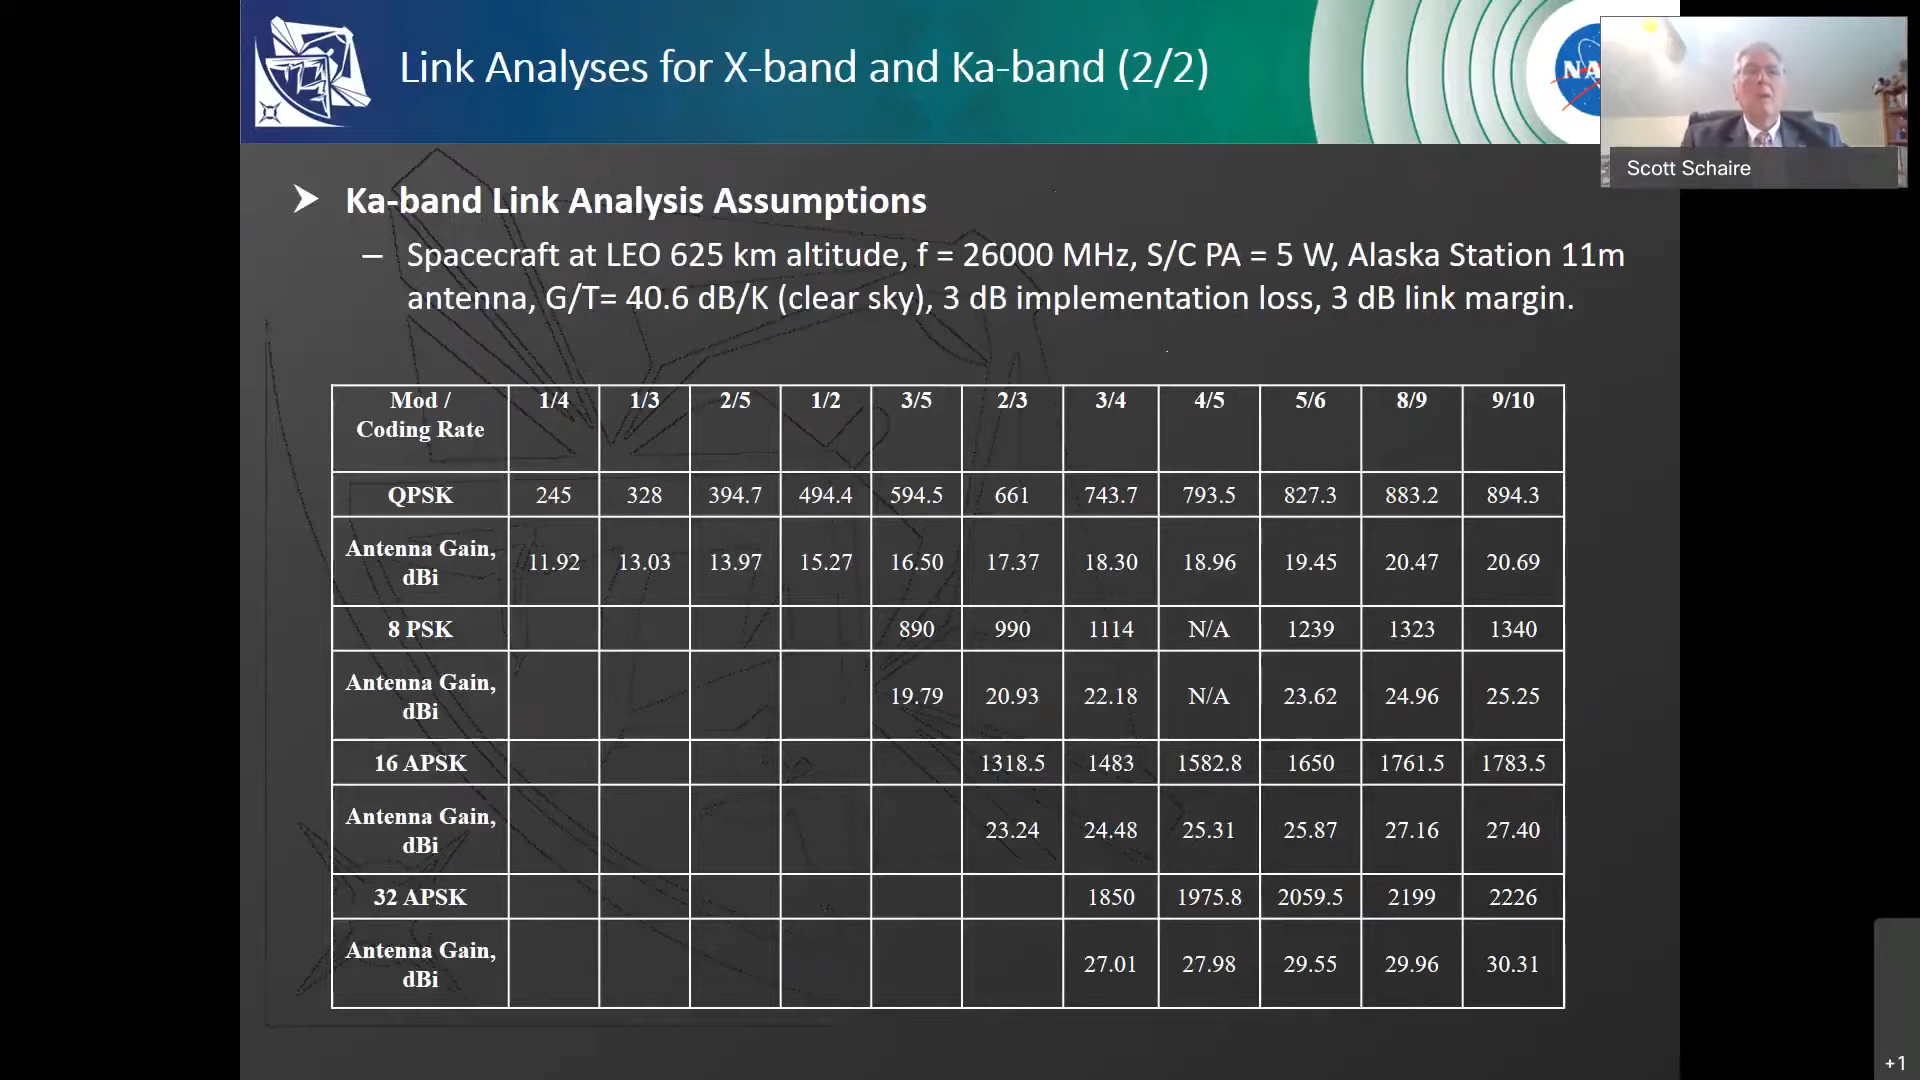 Link Analyses for X-band and Ka-band (2/2)
NA
Scott Schaire
➤ Ka-band Link Analysis Assumptions
– Spacecraft at LEO 625 km altitude, f = 26000 MHz, S/C PA = 5 W, Alaska Station 11m
antenna, G/T= 40.6 dB/K (clear sky), 3 dB implementation loss, 3 dB link margin.
Mod / 1/4 1/3 2/5 1/2 3/5 2/3 3/4 4/5 5/6 8/9 9/10
Coding Rate
QPSK 245 328 394.7 494.4 594.5 661 743.7 793.5 827.3 883.2 894.3
Antenna Gain,
dBi 11.92 13.03 13.97 15.27 16.50 17.37 18.30 18.96 19.45 20.47 20.69
8 PSK 890 990 1114 N/A 1239 1323 1340
Antenna Gain,
dBi 19.79 20.93 22.18 N/A 23.62 24.96 25.25
16 APSK 1318.5 1483 1582.8 1650 1761.5 1783.5
Antenna Gain,
dBi 23.24 24.48 25.31 25.87 27.16 27.40
32 APSK 1850 1975.8 2059.5 2199 2226
Antenna Gain,
dBi 27.01 27.98 29.55 29.96 30.31
+1